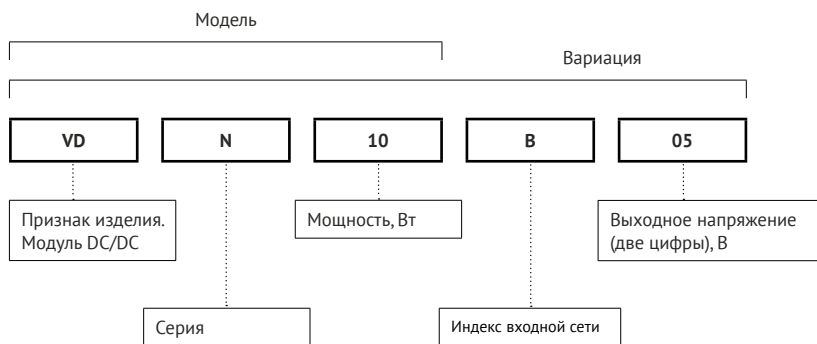 Модель
Вариация
VD N 10 B 05
Признак изделия.
Модуль DC/DC
Мощность, Вт
Выходное напряжение
(две цифры), В
Серия
Индекс входной сети